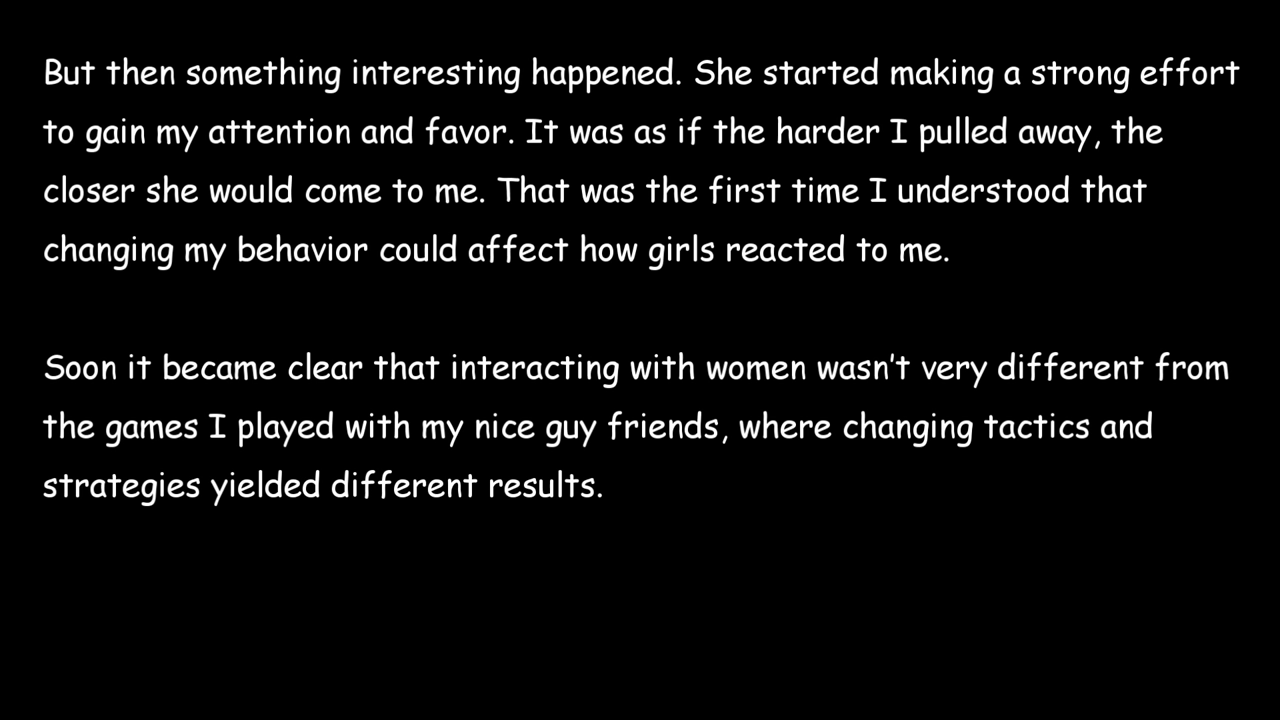 But then something interesting happened. She started making a strong effort
to gain my attention and favor. It was as if the harder I pulled away, the
closer she would come to me. That was the first time I understood that
changing my behavior could affect how girls reacted to me.
Soon it became clear that interacting with women wasn't very different from
the games I played with my nice guy friends, where changing tactics and
strategies yielded different results.